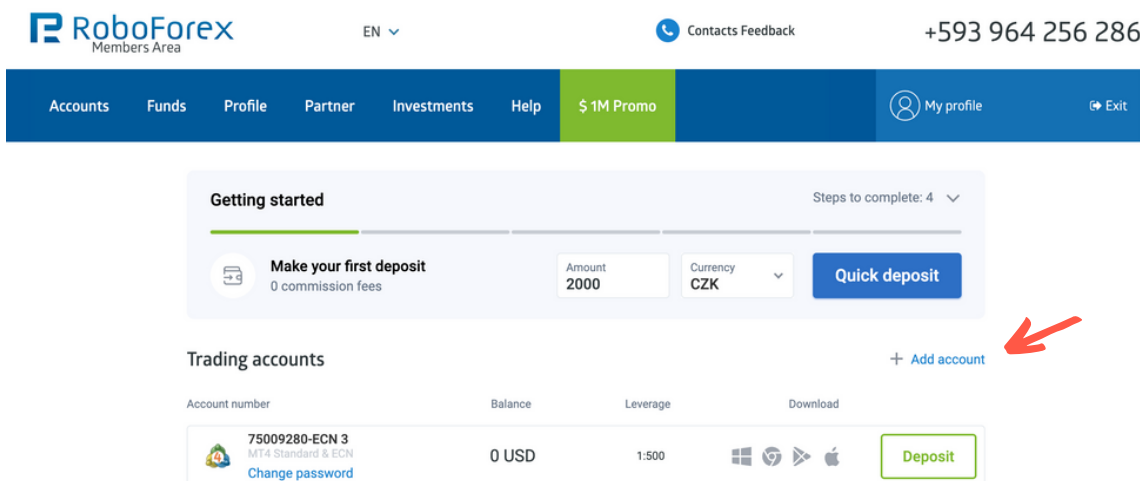 RoboForex
Members Area
EN
Contacts Feedback
+593 964 256 286
Accounts Funds Profile Partner Investments Help $ 1M Promo My profile Exit
Getting started
Steps to complete: 4
Make your first deposit
0 commission fees
Amount
2000
Currency
CZK
Quick deposit
Trading accounts
Add account
Account number Balance Leverage Download
4
75009280-ECN 3
MT4 Standard & ECN
Change password
0 USD
1:500
Deposit